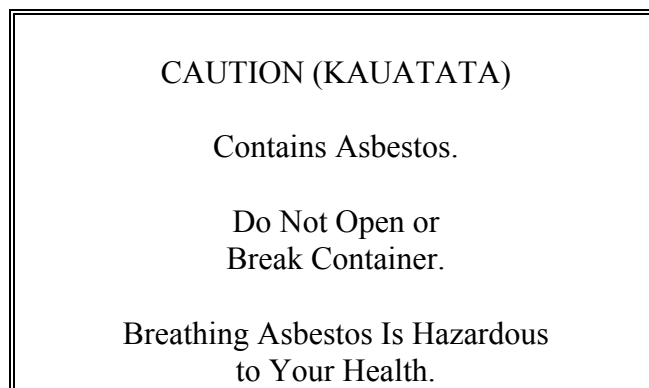 CAUTION (KAUATATA)
Contains Asbestos.
Do Not Open or
Break Container.
Breathing Asbestos Is Hazardous
to Your Health.